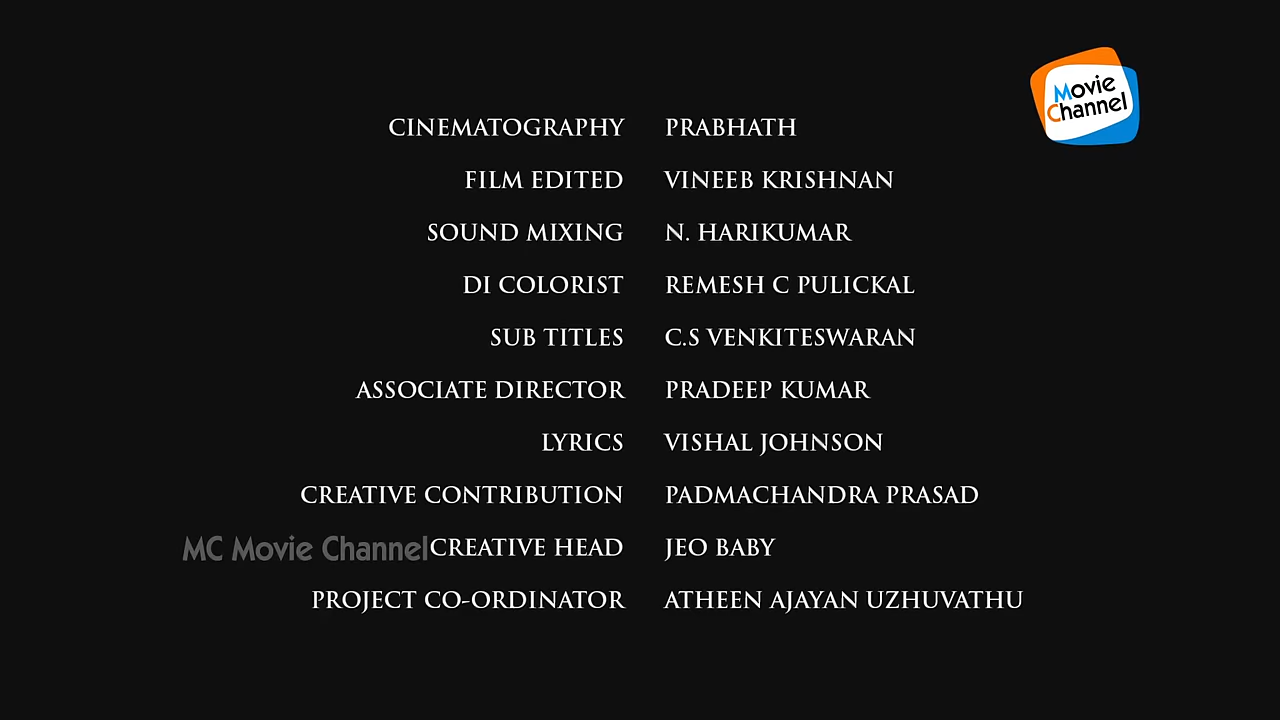 Movie
Channel
CINEMATOGRAPHY PRABHATH
FILM EDITED VINEEB KRISHNAN
SOUND MIXING N. HARIKUMAR
DI COLORIST REMESH C PULICKAL
SUB TITLES C.S VENKITESWARAN
ASSOCIATE DIRECTOR PRADEEP KUMAR
LYRICS VISHAL JOHNSON
CREATIVE CONTRIBUTION PADMACHANDRA PRASAD
MC Movie Channel CREATIVE HEAD JEO BABY
PROJECT CO-ORDINATOR ATHEEN AJAYAN UZHUVATHU